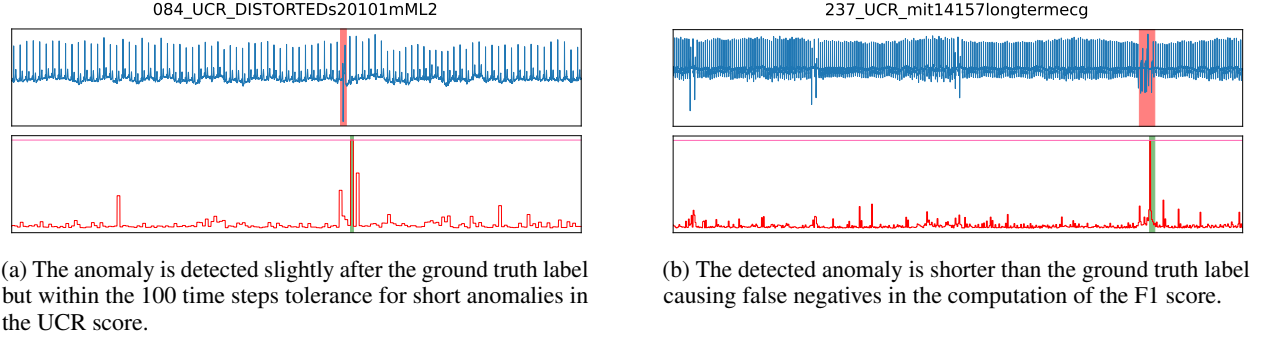 084_UCR_DISTORTEDs20101mML2
237_UCR_mit14157longtermecg
(a) The anomaly is detected slightly after the ground truth label
but within the 100 time steps tolerance for short anomalies in
the UCR score.
(b) The detected anomaly is shorter than the ground truth label
causing false negatives in the computation of the F1 score.